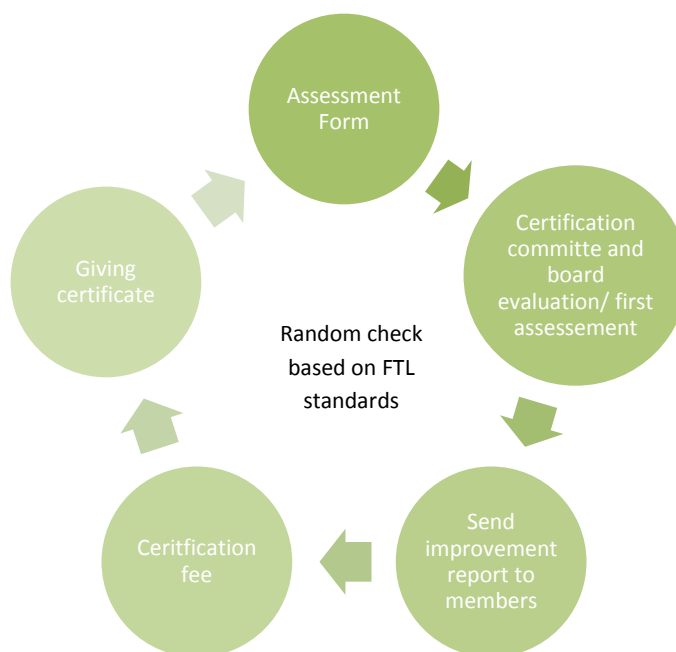 Assessment
Form
Certification
committe and
board
evaluation/ first
assessement
Send
improvement
report to
members
Ceritfication
fee
Giving
certificate
Random check
based on FTL
standards